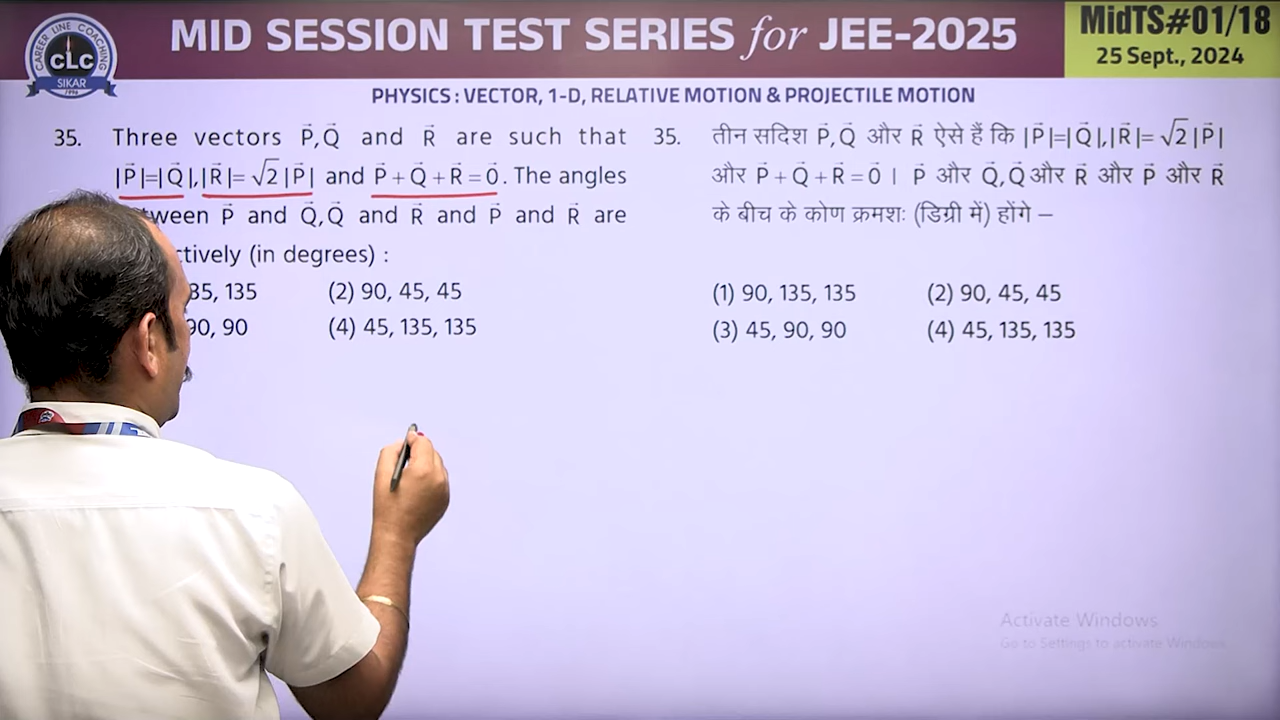 MID SESSION TEST SERIES for JEE-2025
MidTS#01/18
25 Sept., 2024
CAREER LINE COACHING
CLC
SIKAR
PHYSICS : VECTOR, 1-D, RELATIVE MOTION & PROJECTILE MOTION
35. Three vectors P⃗,Q⃗ and R⃗ are such that
|P⃗|=|Q⃗|,|R⃗|= √2|P⃗| and P⃗+Q⃗+R⃗=0⃗. The angles
ween P⃗ and Q⃗,Q⃗ and R⃗ and P⃗ and R⃗ are
ctively (in degrees) :
35, 135 (2) 90, 45, 45
90, 90 (4) 45, 135, 135
35. तीन सदिश P⃗,Q⃗ और R⃗ ऐसे हैं कि |P⃗|=|Q⃗|,|R⃗|= √2|P⃗|
और P⃗+Q⃗+R⃗=0⃗ । P⃗ और Q⃗,Q⃗ और R⃗ और P⃗ और R⃗
के बीच के कोण क्रमशः (डिग्री में) होंगे –
(1) 90, 135, 135 (2) 90, 45, 45
(3) 45, 90, 90 (4) 45, 135, 135
Activate Windows
Go to Settings to activate Windows.